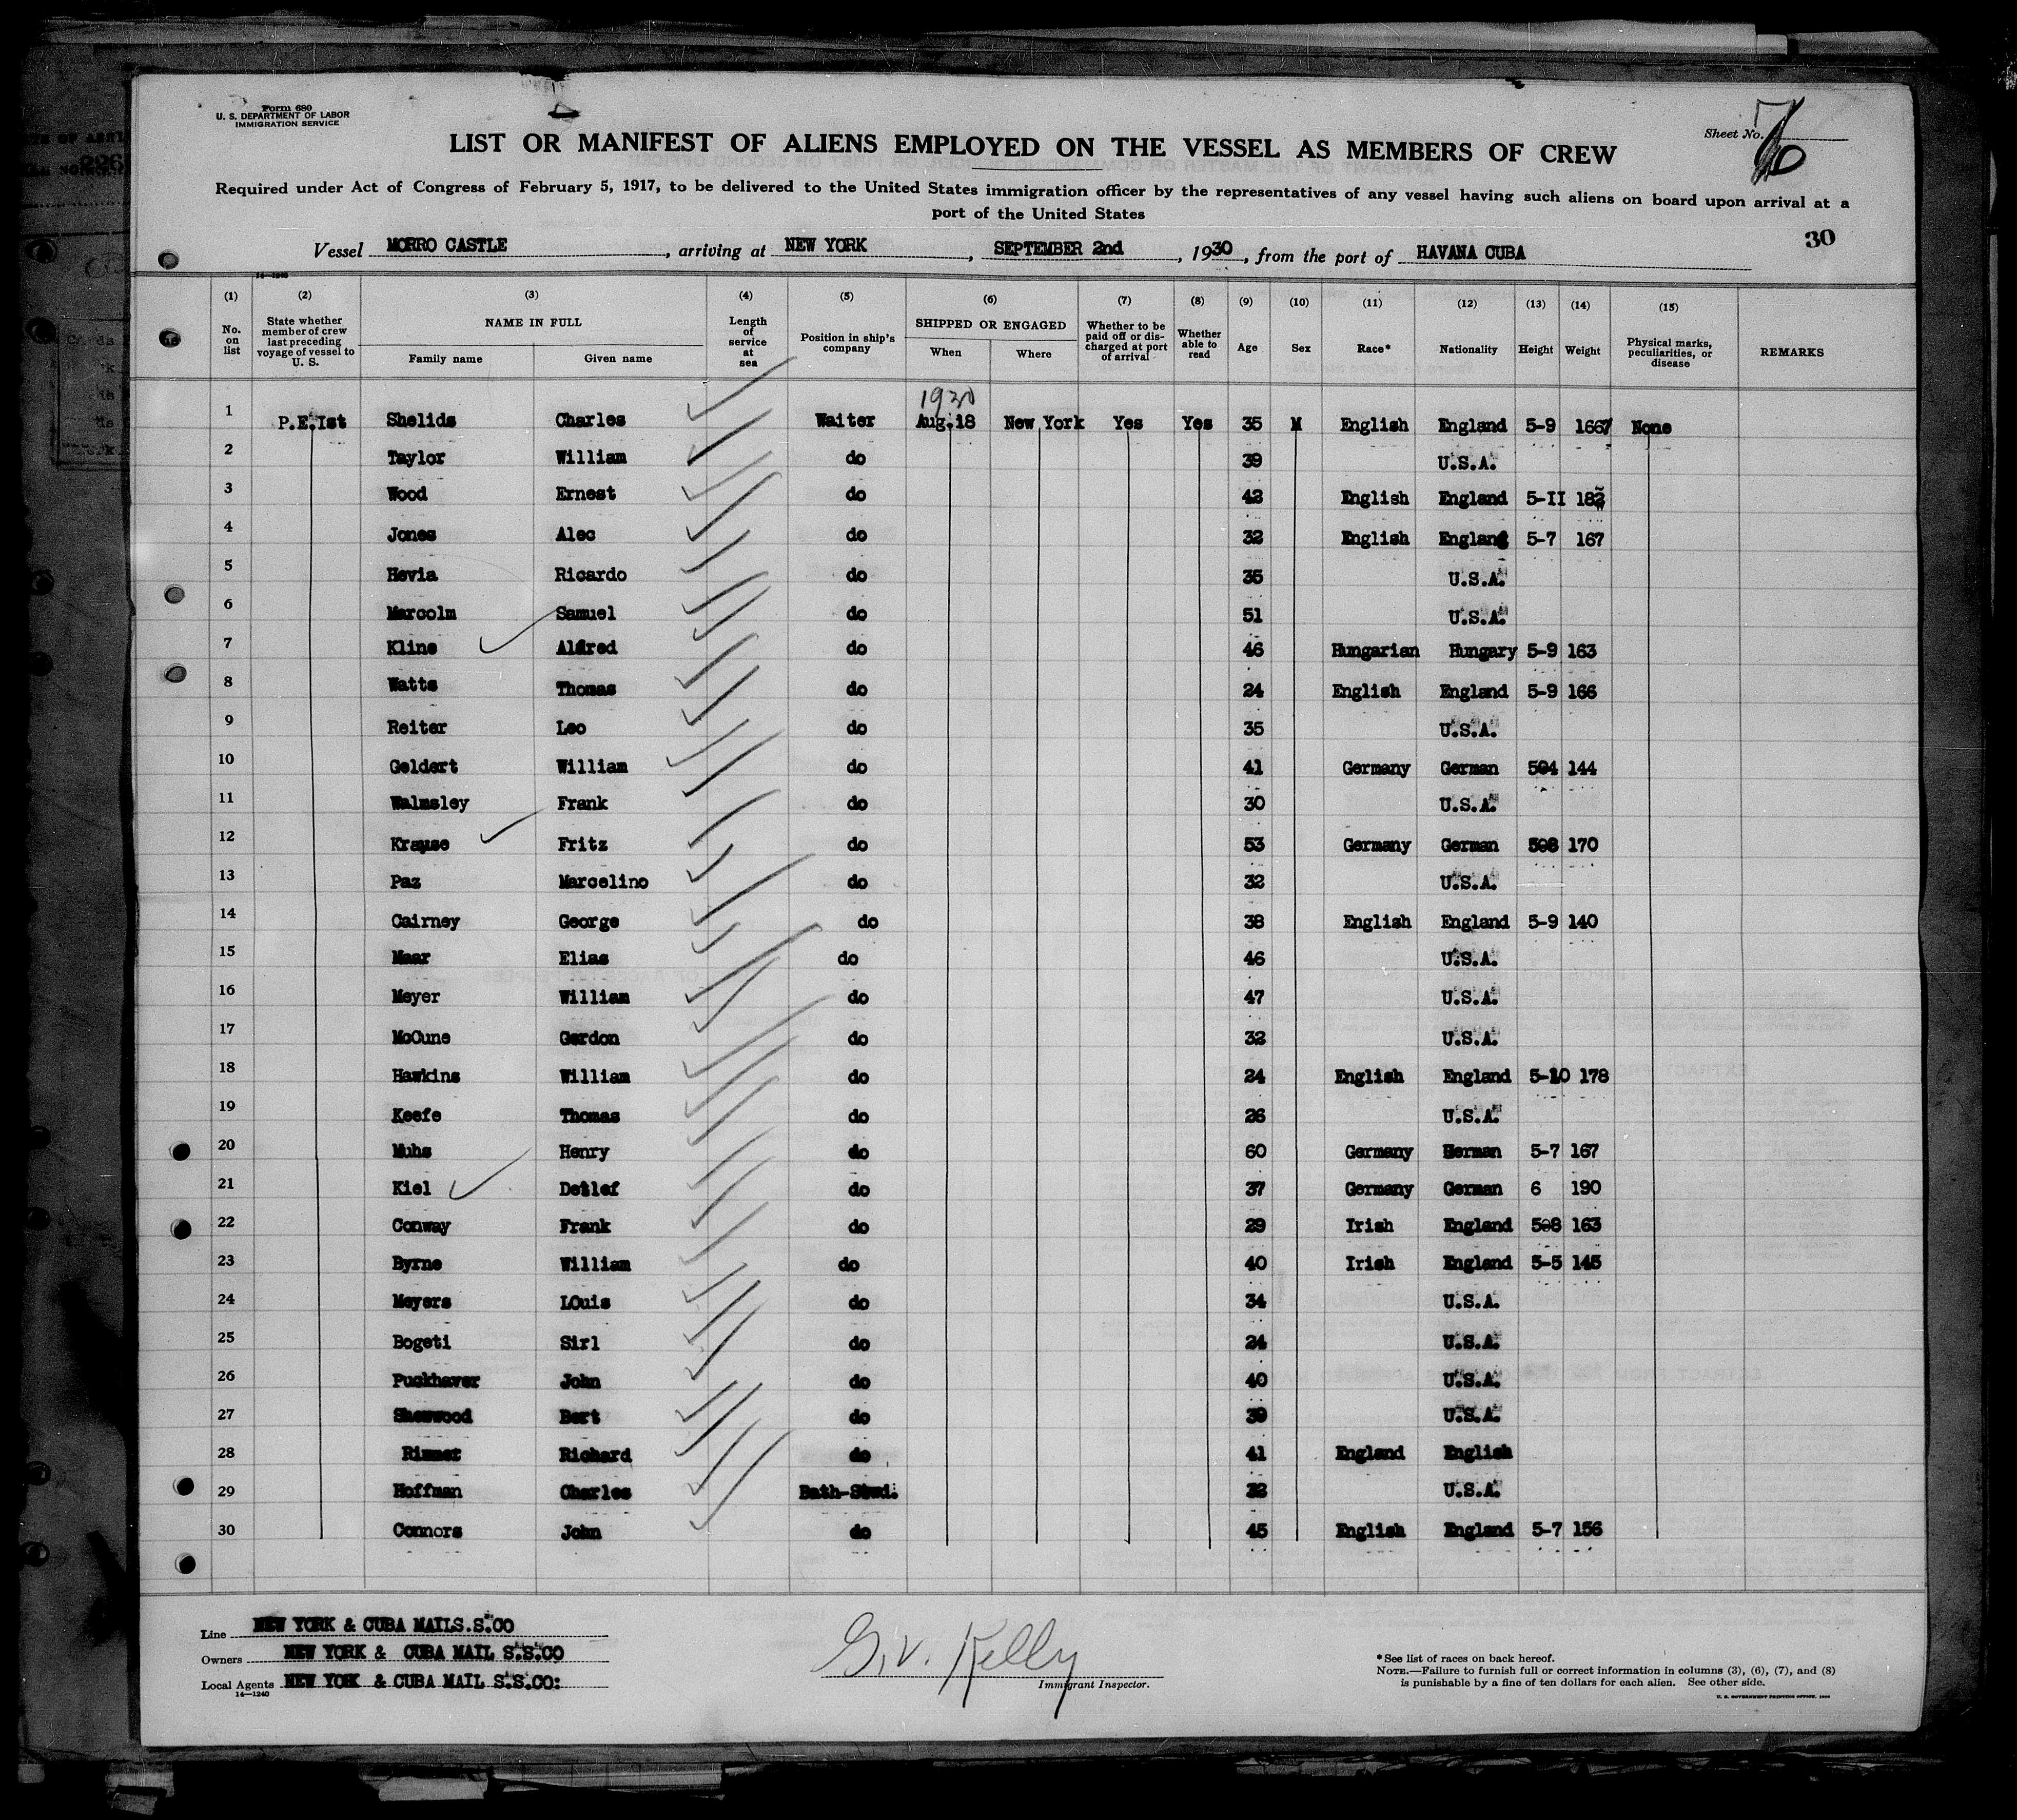 Form 680
U. S. DEPARTMENT OF LABOR
IMMIGRATION SERVICE
Sheet No.
LIST OR MANIFEST OF ALIENS EMPLOYED ON THE VESSEL AS MEMBERS OF CREW
Required under Act of Congress of February 5, 1917, to be delivered to the United States immigration officer by the representatives of any vessel having such aliens on board upon arrival at a
port of the United States
30
Vessel MORRO CASTLE, arriving at NEW YORK, SEPTEMBER 2nd, 1930, from the port of HAVANA CUBA
(1) (2) (3) (4) (5) (6) (7) (8) (9) (10) (11) (12) (13) (14) (15)
No. on list State whether member of crew last preceding voyage of vessel to U. S. NAME IN FULL Family name Given name Length of service at sea Position in ship's company SHIPPED OR ENGAGED When Where Whether to be paid off or discharged at port of arrival Whether able to read Age Sex Race* Nationality Height Weight Physical marks, peculiarities, or disease REMARKS
1930
1 P.E.Ist Shelids Charles Waiter Aug.18 New York Yes Yes 35 M English England 5-9 166 None
2 Taylor William do 39 U.S.A.
3 Wood Ernest do 42 English England 5-II 182
4 Jones Alec do 32 English England 5-7 167
5 Hevia Ricardo do 35 U.S.A.
6 Marcolm Samuel do 51 U.S.A.
7 Kline Alfred do 46 Hungarian Hungary 5-9 163
8 Watts Thomas do 24 English England 5-9 166
9 Reiter Leo do 35 U.S.A.
10 Geldert William do 41 Germany German 504 144
11 Walmsley Frank do 30 U.S.A.
12 Krause Fritz do 53 Germany German 508 170
13 Paz Marcelino do 32 U.S.A.
14 Cairney George do 38 English England 5-9 140
15 Maar Elias do 46 U.S.A.
16 Meyer William do 47 U.S.A.
17 McCune Gordon do 32 U.S.A.
18 Hawkins William do 24 English England 5-10 178
19 Keefe Thomas do 26 U.S.A.
20 Muhs Henry do 60 Germany German 5-7 167
21 Kiel Detlef do 37 Germany German 6 190
22 Conway Frank do 29 Irish England 508 163
23 Byrne William do 40 Irish England 5-5 145
24 Meyers LOuis do 34 U.S.A.
25 Bogeti Sirl do 24 U.S.A.
26 Puckhaver John do 40 U.S.A.
27 Sherwood Bert do 39 U.S.A.
28 Richard do 41 England English
29 Hoffman Charles Bath-Stwd. 32 U.S.A.
30 Connors John do 45 English England 5-7 156
Line NEW YORK & CUBA MAILS.S.CO
Owners NEW YORK & CUBA MAIL S.S.CO
Local Agents NEW YORK & CUBA MAIL S.S.CO:
14-1240
G.V. Kelly
Immigrant Inspector.
*See list of races on back hereof.
NOTE.—Failure to furnish full or correct information in columns (3), (6), (7), and (8)
is punishable by a fine of ten dollars for each alien. See other side.